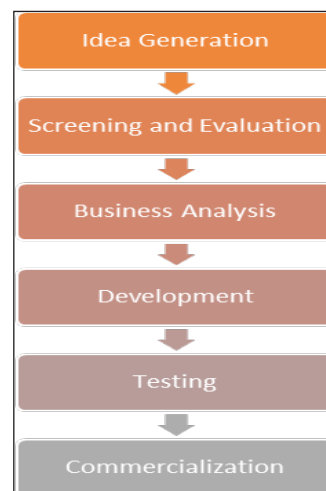 Idea Generation
Screening and Evaluation
Business Analysis
Development
Testing
Commercialization